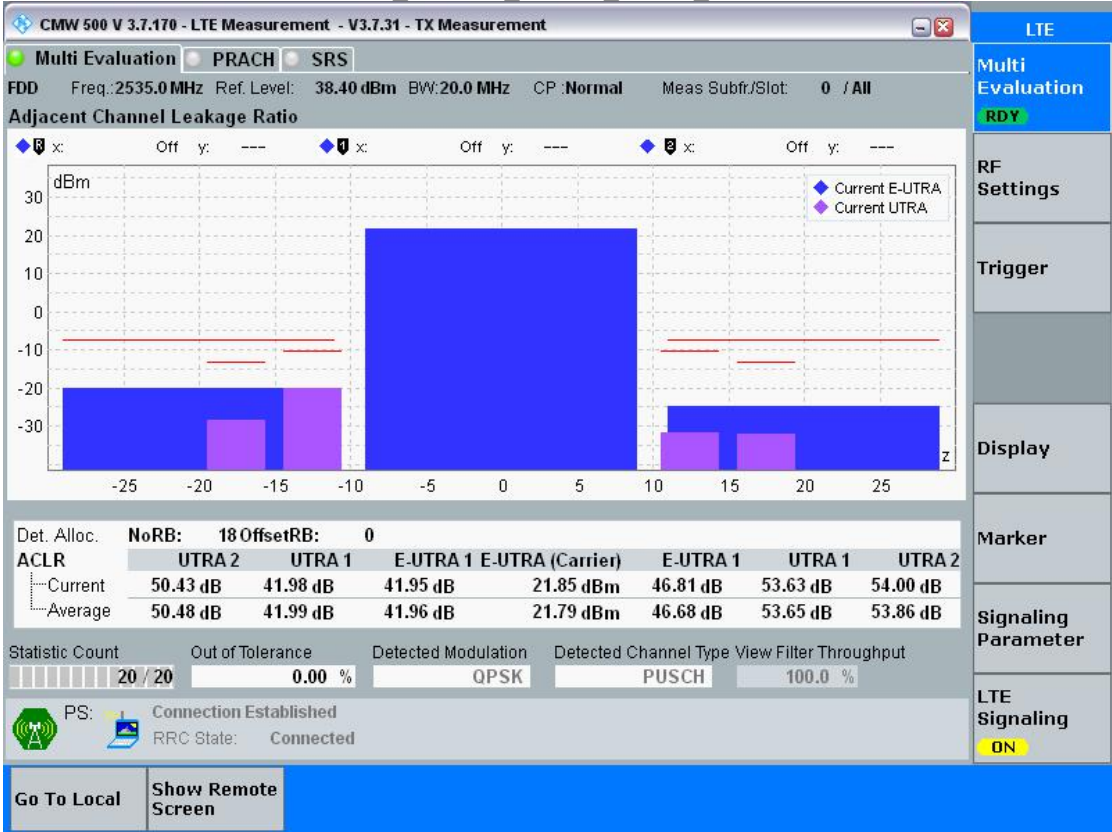 CMW 500 V 3.7.170 - LTE Measurement - V3.7.31 - TX Measurement
LTE
Multi Evaluation PRACH SRS
FDD Freq.:2535.0 MHz Ref. Level: 38.40 dBm BW:20.0 MHz CP :Normal Meas Subfr./Slot: 0 / All
Adjacent Channel Leakage Ratio
R x: Off y: --- 1 x: Off y: --- 2 x: Off y: ---
dBm
Current E-UTRA
Current UTRA
30
20
10
0
-10
-20
-30
z
-25 -20 -15 -10 -5 0 5 10 15 20 25
Det. Alloc. NoRB: 18 OffsetRB: 0
ACLR UTRA 2 UTRA 1 E-UTRA 1 E-UTRA (Carrier) E-UTRA 1 UTRA 1 UTRA 2
Current 50.43 dB 41.98 dB 41.95 dB 21.85 dBm 46.81 dB 53.63 dB 54.00 dB
Average 50.48 dB 41.99 dB 41.96 dB 21.79 dBm 46.68 dB 53.65 dB 53.86 dB
Statistic Count Out of Tolerance Detected Modulation Detected Channel Type View Filter Throughput
20 / 20 0.00 % QPSK PUSCH 100.0 %
PS: Connection Established
RRC State: Connected
Multi
Evaluation
RDY
RF
Settings
Trigger
Display
Marker
Signaling
Parameter
LTE
Signaling
ON
Go To Local
Show Remote
Screen